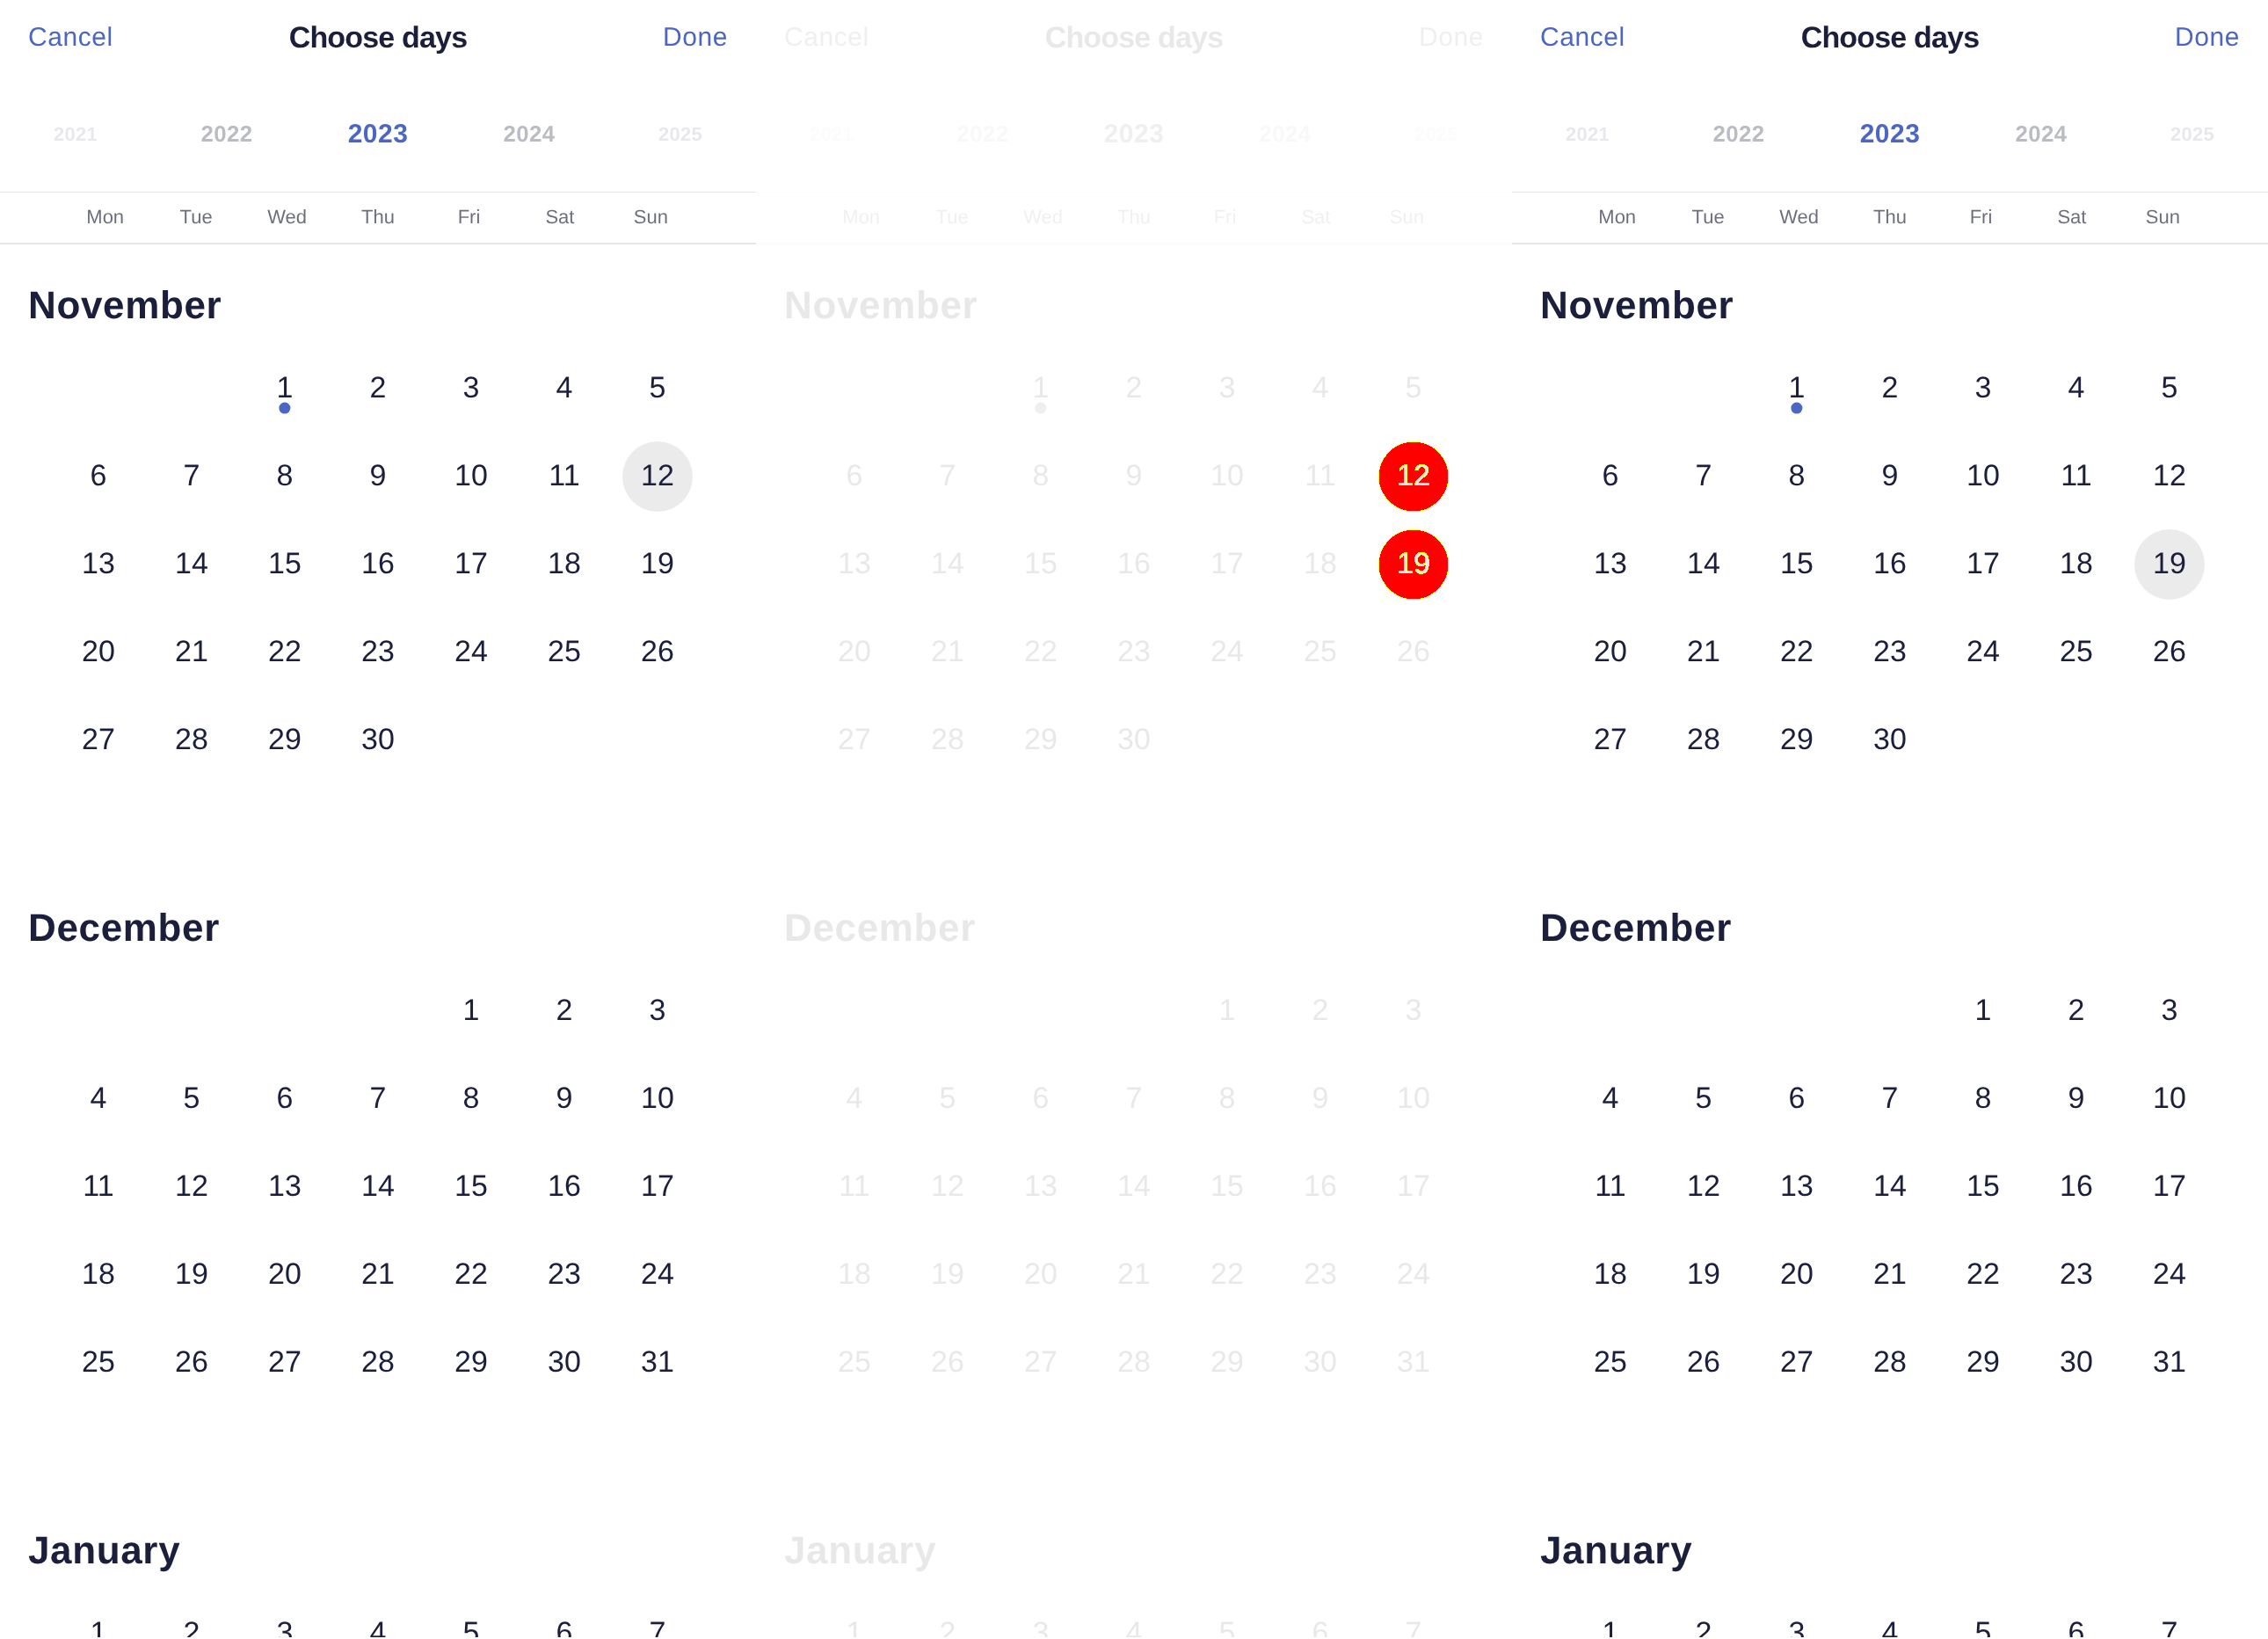 Cancel Choose days Done Cancel Choose days Done Cancel Choose days Done
2021 2022 2023 2024 2025 2022 2023 2024 2021 2022 2023 2024 2025
Mon Tue Wed Thu Fri Sat Sun Mon Tue Wed Thu Fri Sat Sun Mon Tue Wed Thu Fri Sat Sun
November November November
1 2 3 4 5 1 2 3 4 5 1 2 3 4 5
6 7 8 9 10 11 12 6 7 8 9 10 11 12 6 7 8 9 10 11 12
13 14 15 16 17 18 19 13 14 15 16 17 18 19 13 14 15 16 17 18 19
20 21 22 23 24 25 26 20 21 22 23 24 25 26 20 21 22 23 24 25 26
27 28 29 30 27 28 29 30 27 28 29 30
December December December
1 2 3 1 2 3 1 2 3
4 5 6 7 8 9 10 4 5 6 7 8 9 10 4 5 6 7 8 9 10
11 12 13 14 15 16 17 11 12 13 14 15 16 17 11 12 13 14 15 16 17
18 19 20 21 22 23 24 18 19 20 21 22 23 24 18 19 20 21 22 23 24
25 26 27 28 29 30 31 25 26 27 28 29 30 31 25 26 27 28 29 30 31
January January January
1 2 3 4 5 6 7 1 2 3 4 5 6 7 1 2 3 4 5 6 7